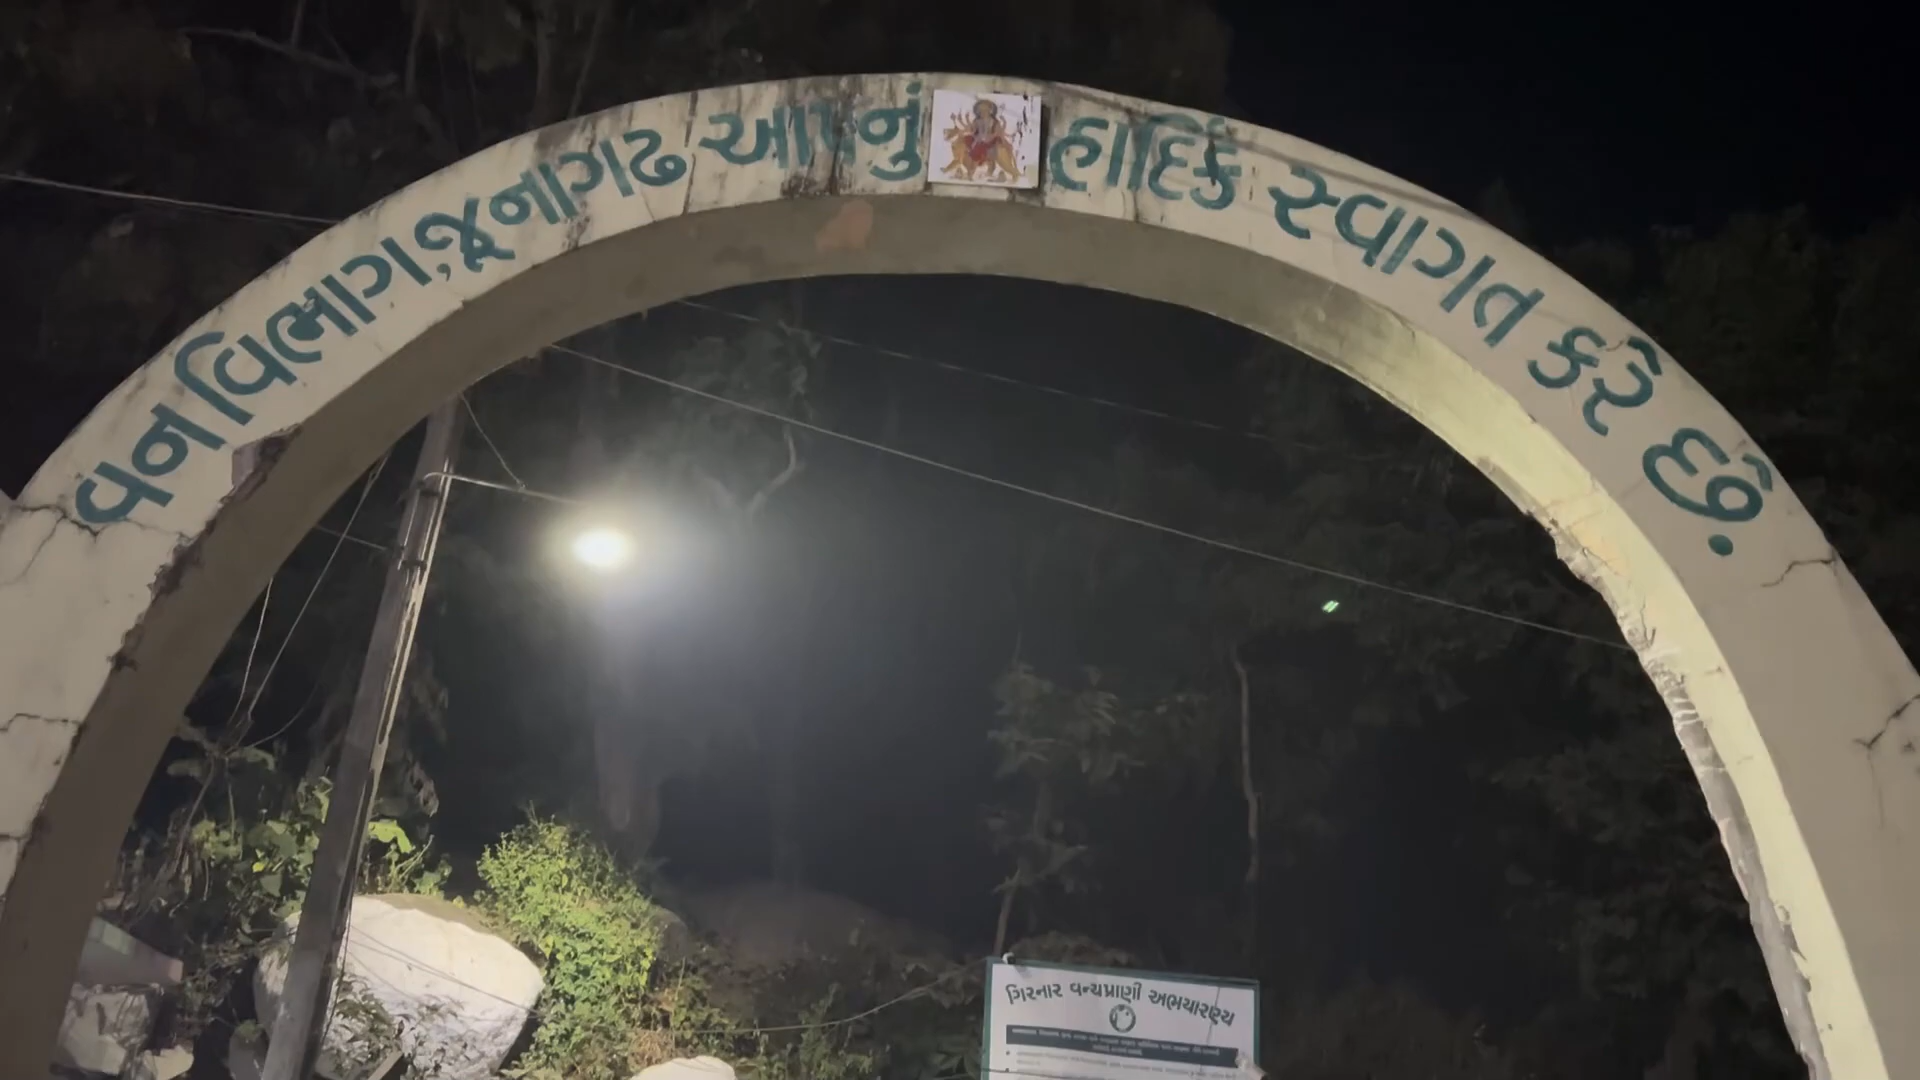 વન વિભાગ,જૂનાગઢ આપનું હાર્દિક સ્વાગત કરે છે.
ગિરનાર વન્યપ્રાણી અભયારણ્ય